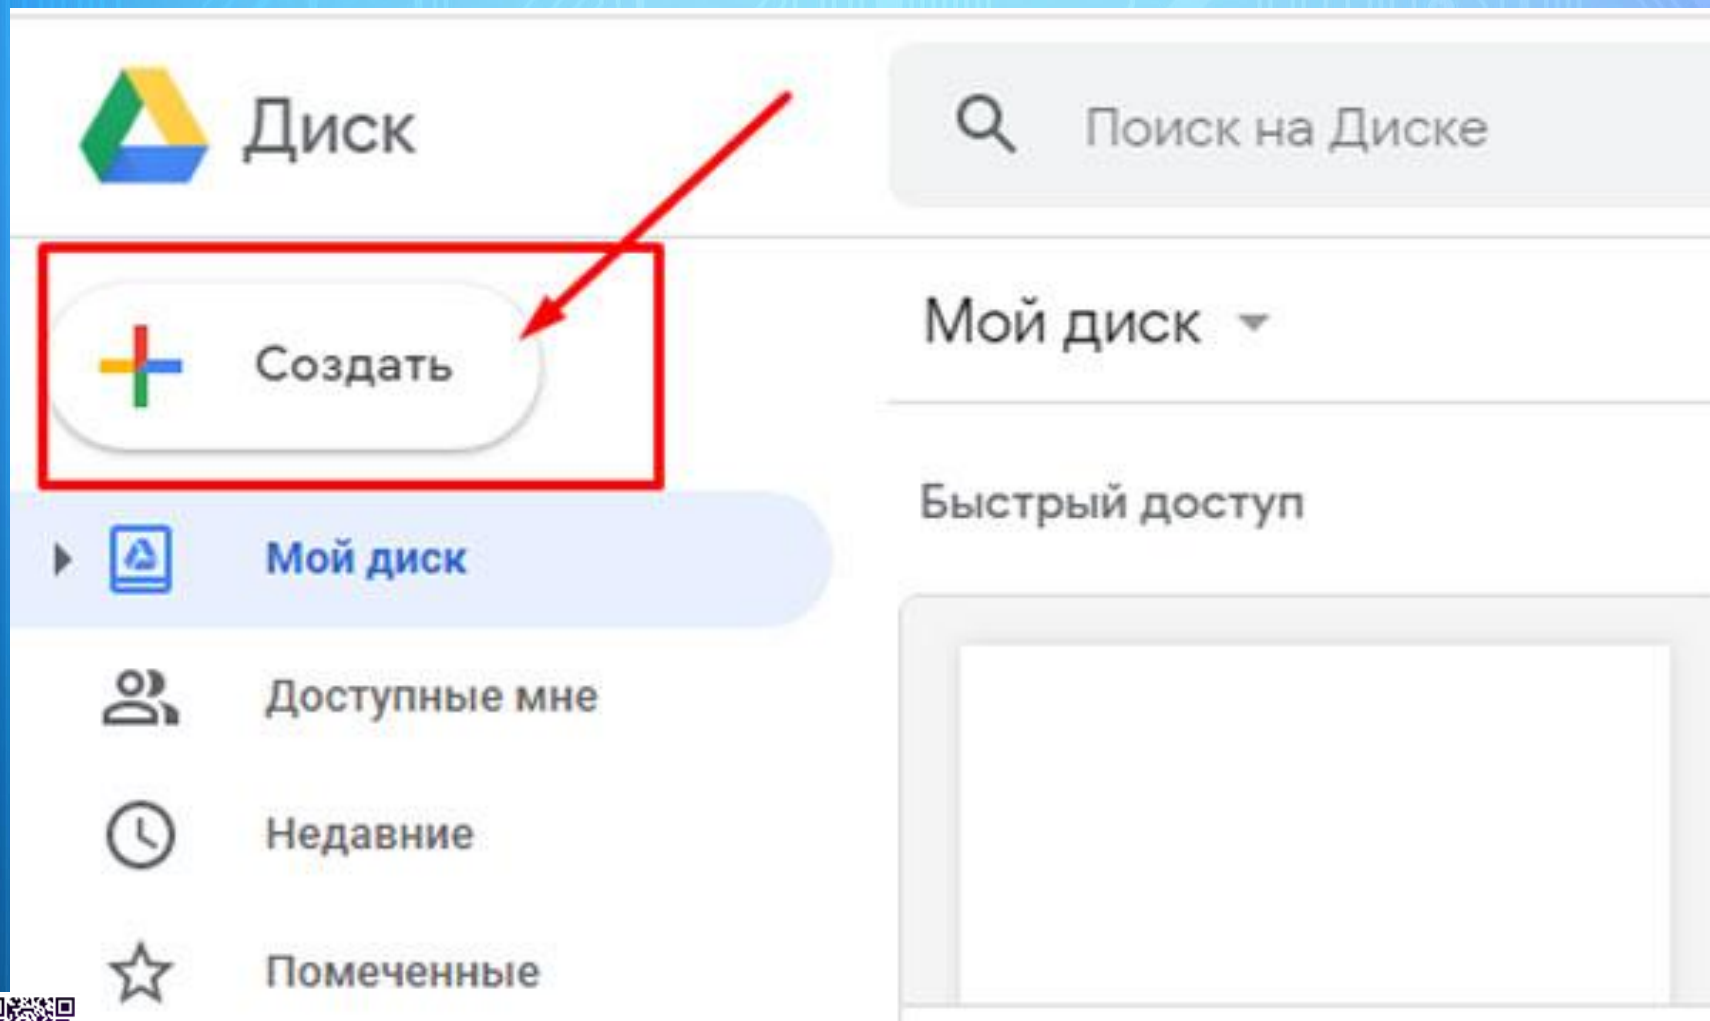 Диск
Поиск на Диске
Создать
Мой диск
Быстрый доступ
Мой диск
Доступные мне
Недавние
Помеченные